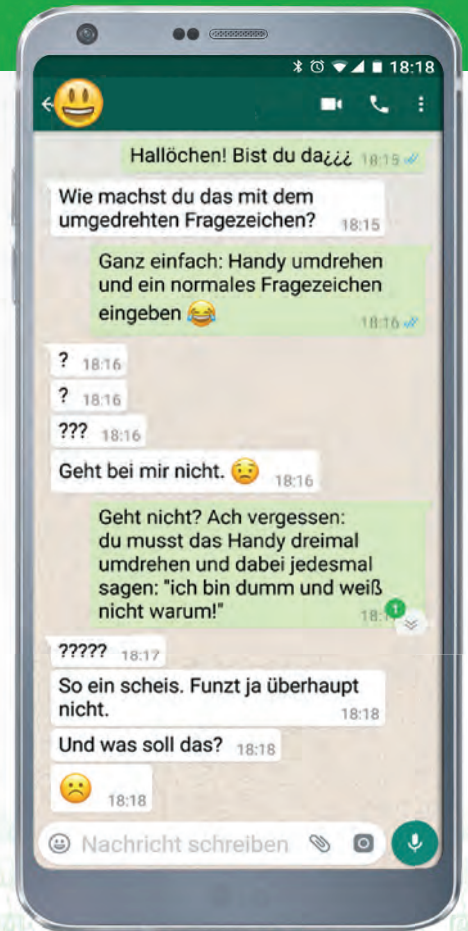 18:18
Hallöchen! Bist du da¿¿¿ 18:15
Wie machst du das mit dem
umgedrehten Fragezeichen?
18:15
Ganz einfach: Handy umdrehen
und ein normales Fragezeichen
eingeben 😂
18:16
? 18:16
? 18:16
??? 18:16
Geht bei mir nicht. 😟 18:16
Geht nicht? Ach vergessen:
du musst das Handy dreimal
umdrehen und dabei jedesmal
sagen: "ich bin dumm und weiß
nicht warum!"
1
????? 18:17
So ein scheis. Funzt ja überhaupt
nicht.
18:18
Und was soll das? 18:18
☹️ 18:18
Nachricht schreiben